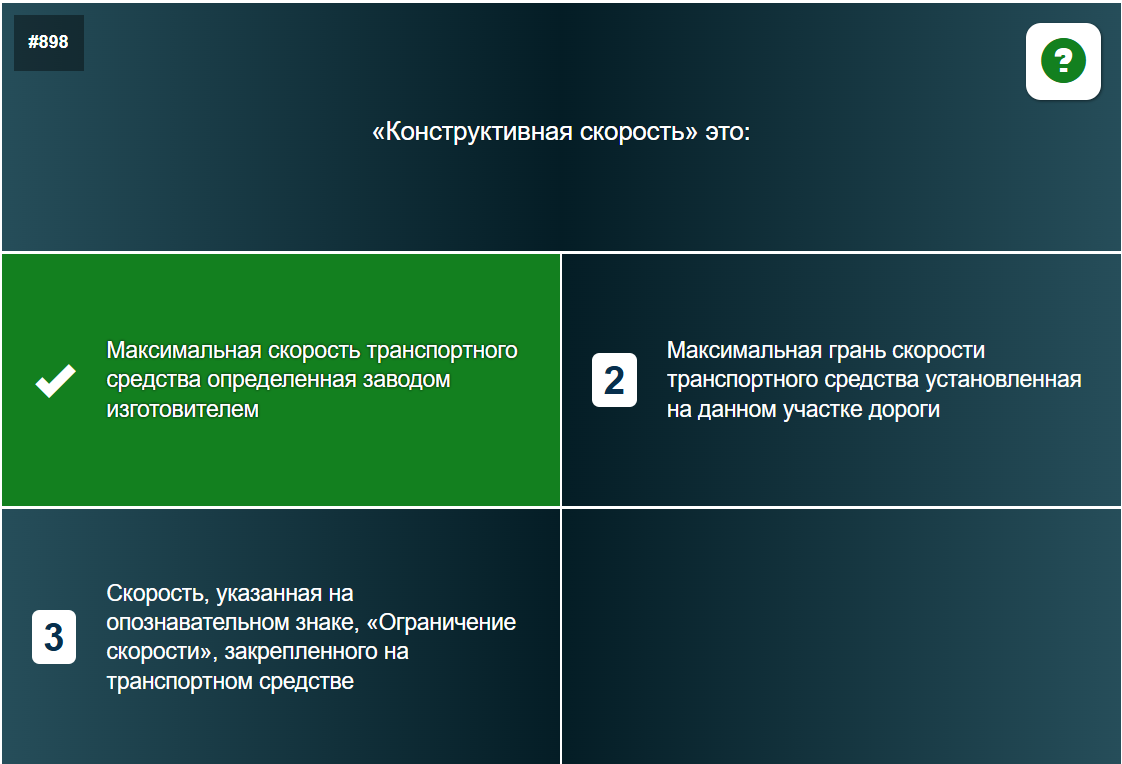 #898
?
«Конструктивная скорость» это:
Максимальная скорость транспортного
средства определенная заводом
изготовителем
2
Максимальная грань скорости
транспортного средства установленная
на данном участке дороги
3
Скорость, указанная на
опознавательном знаке, «Ограничение
скорости», закрепленного на
транспортном средстве